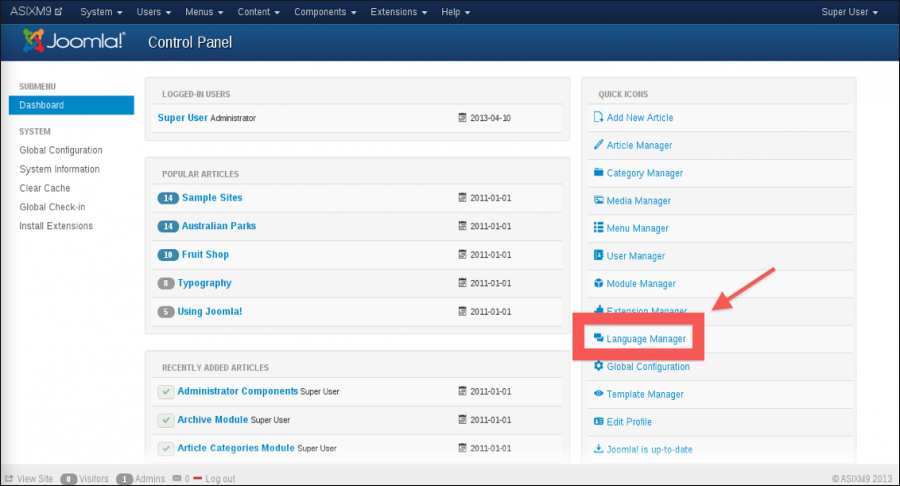 ASIXM9 System Users Menus Content Components Extensions Help Super User
Joomla! Control Panel
SUBMENU
Dashboard
SYSTEM
Global Configuration
System Information
Clear Cache
Global Check-in
Install Extensions
LOGGED-IN USERS
Super User Administrator 2013-04-10
POPULAR ARTICLES
14 Sample Sites 2011-01-01
14 Australian Parks 2011-01-01
10 Fruit Shop 2011-01-01
8 Typography 2011-01-01
5 Using Joomla! 2011-01-01
RECENTLY ADDED ARTICLES
Administrator Components Super User 2011-01-01
Archive Module Super User 2011-01-01
Article Categories Module Super User 2011-01-01
QUICK ICONS
Add New Article
Article Manager
Category Manager
Media Manager
Menu Manager
User Manager
Module Manager
Extension Manager
Language Manager
Global Configuration
Template Manager
Edit Profile
Joomla! is up-to-date
View Site 0 Visitors 1 Admins 0 Log out © ASIXM9 2013